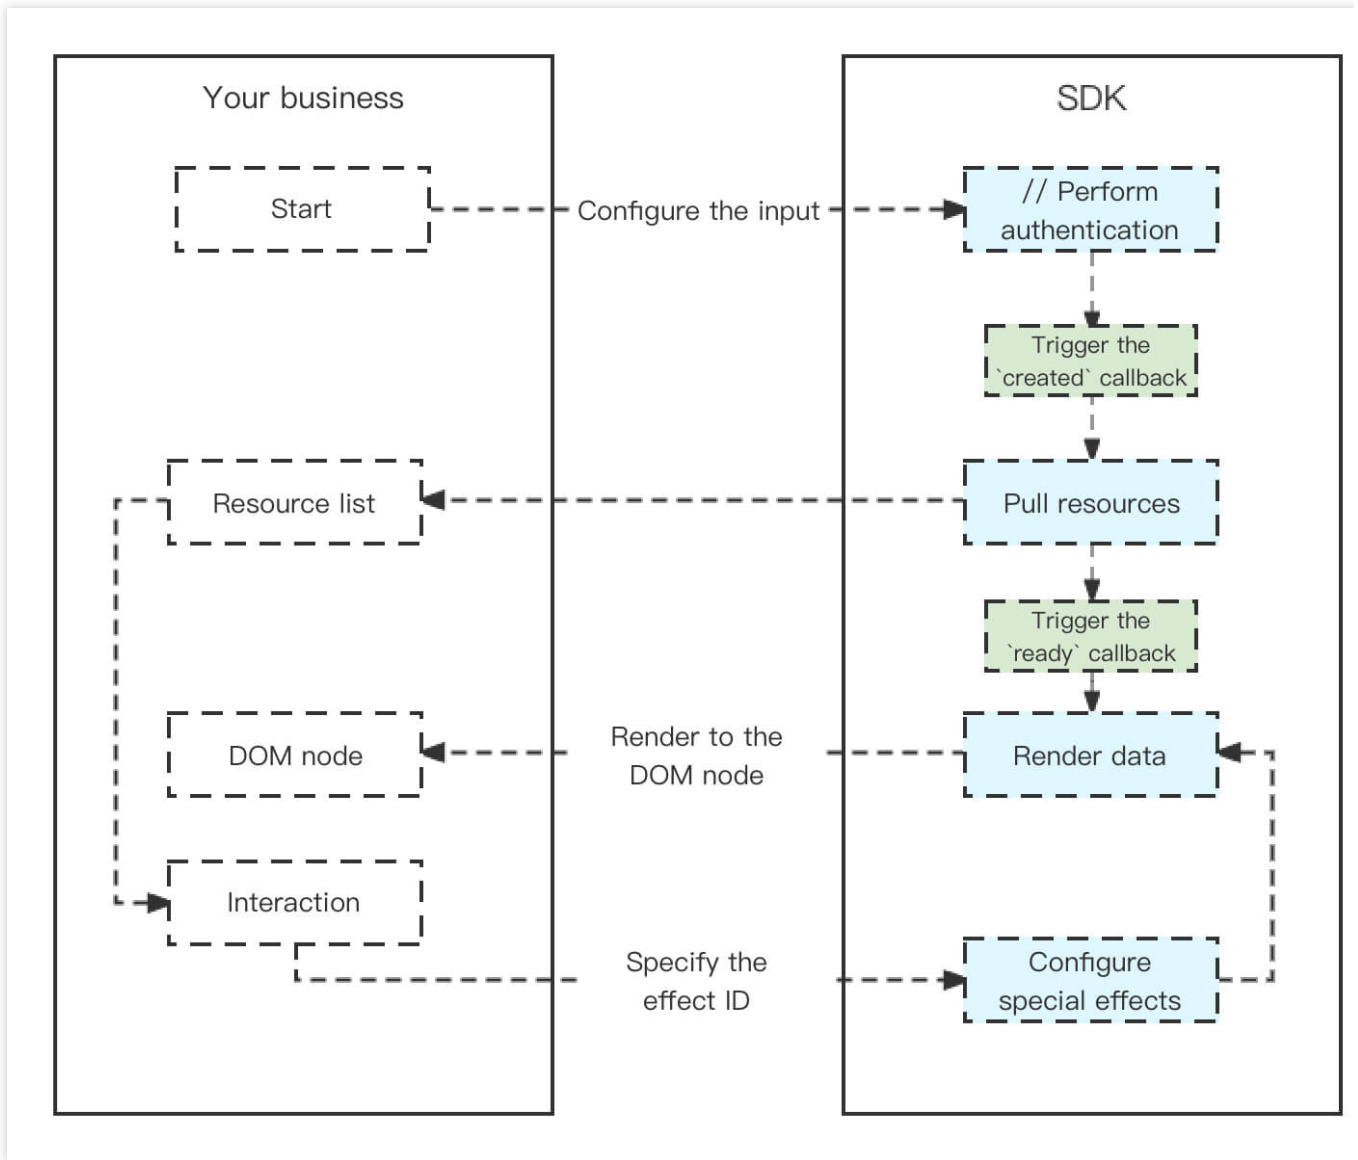 Your business
SDK
Start
Configure the input
// Perform
authentication
Trigger the
`created` callback
Resource list
Pull resources
Trigger the
`ready` callback
DOM node
Render to the
DOM node
Render data
Interaction
Specify the
effect ID
Configure
special effects